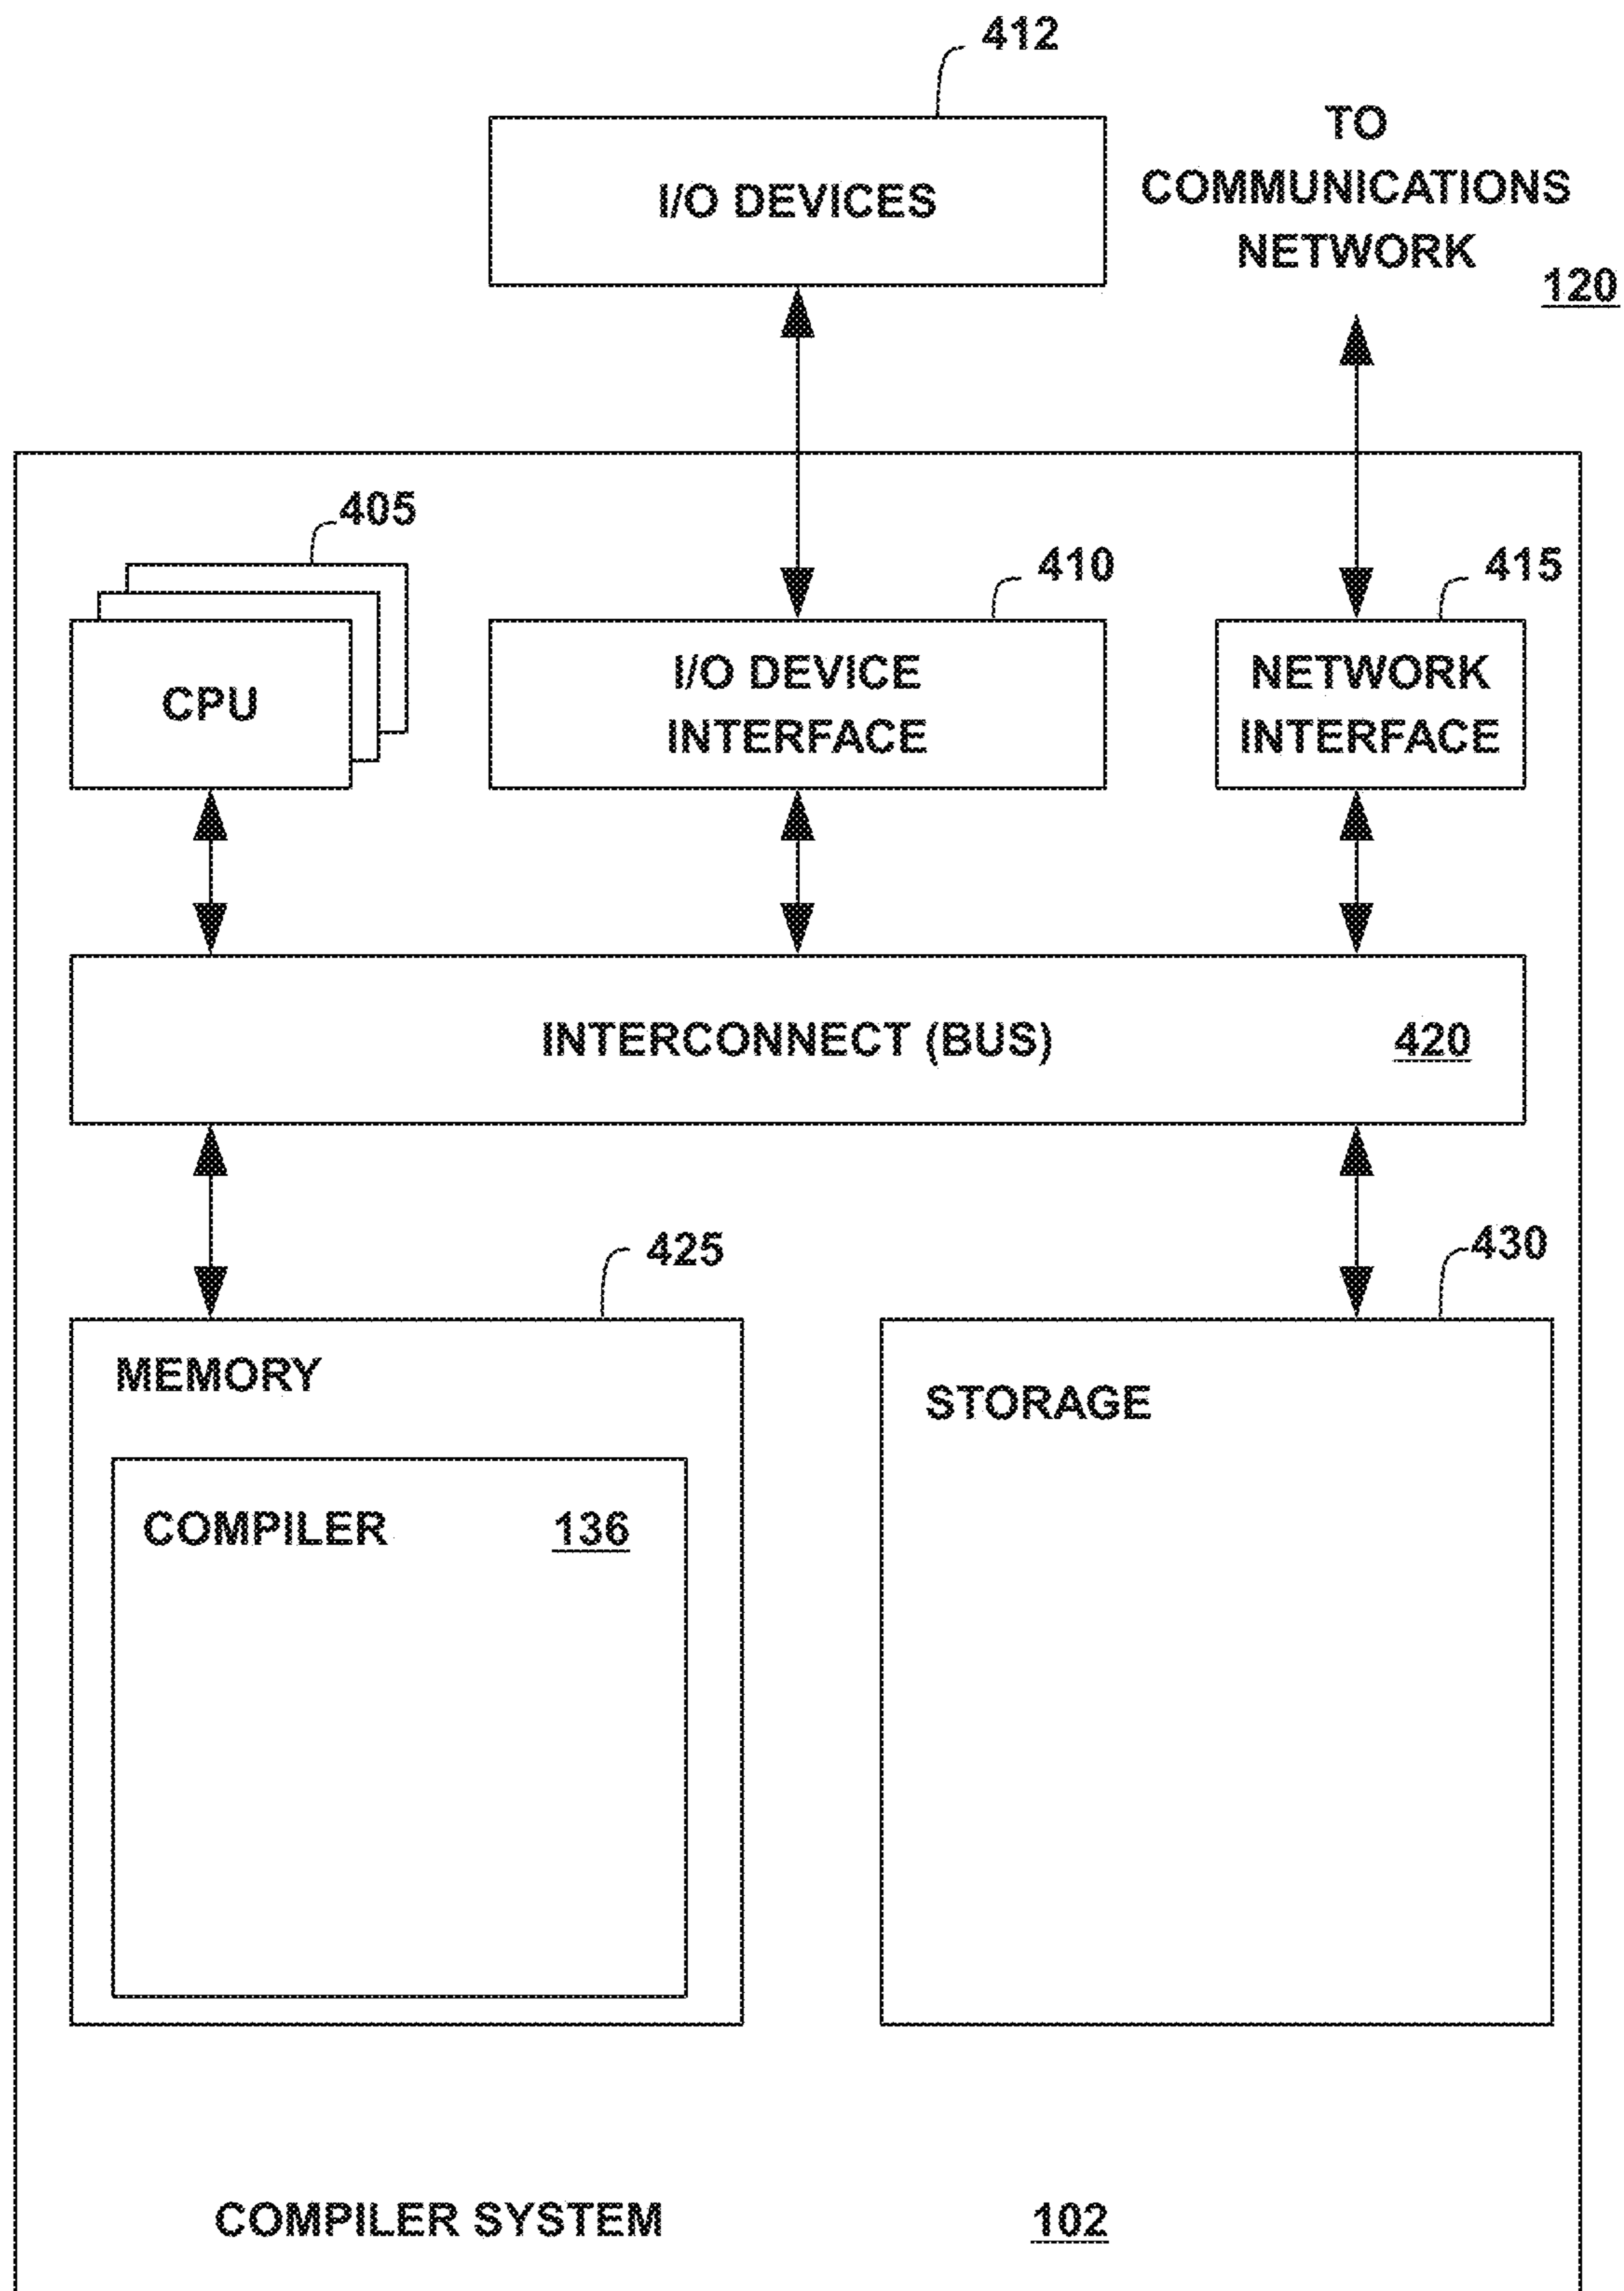 412
I/O DEVICES
TO
COMMUNICATIONS
NETWORK
120
405
410
415
CPU
I/O DEVICE
INTERFACE
NETWORK
INTERFACE
INTERCONNECT (BUS)
420
425
430
MEMORY
STORAGE
COMPILER
136
COMPILER SYSTEM
102